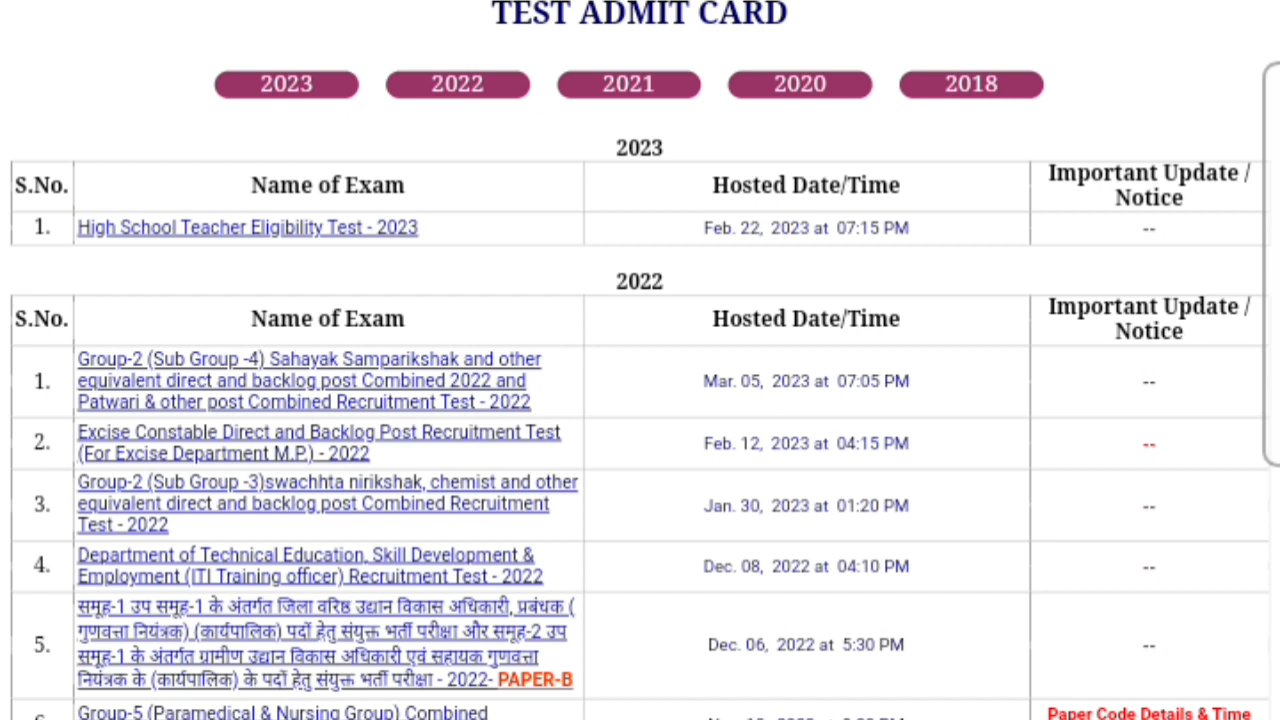 TEST ADMIT CARD
2023 2022 2021 2020 2018
2023
S.No. Name of Exam Hosted Date/Time Important Update / Notice
1. High School Teacher Eligibility Test - 2023 Feb. 22, 2023 at 07:15 PM --
2022
S.No. Name of Exam Hosted Date/Time Important Update / Notice
1. Group-2 (Sub Group -4) Sahayak Samparikshak and other
equivalent direct and backlog post Combined 2022 and
Patwari & other post Combined Recruitment Test - 2022
Mar. 05, 2023 at 07:05 PM --
2. Excise Constable Direct and Backlog Post Recruitment Test
(For Excise Department M.P.) - 2022
Feb. 12, 2023 at 04:15 PM --
3. Group-2 (Sub Group -3)swachhta nirikshak, chemist and other
equivalent direct and backlog post Combined Recruitment
Test - 2022
Jan. 30, 2023 at 01:20 PM --
4. Department of Technical Education, Skill Development &
Employment (ITI Training officer) Recruitment Test - 2022
Dec. 08, 2022 at 04:10 PM --
5. समूह-1 उप समूह-1 के अंतर्गत जिला वरिष्ठ उद्यान विकास अधिकारी, प्रबंधक (
गुणवत्ता नियंत्रक) (कार्यपालिक) पदों हेतु संयुक्त भर्ती परीक्षा और समूह-2 उप
समूह-1 के अंतर्गत ग्रामीण उद्यान विकास अधिकारी एवं सहायक गुणवत्ता
नियंत्रक के (कार्यपालिक) के पदों हेतु संयुक्त भर्ती परीक्षा - 2022- PAPER-B
Dec. 06, 2022 at 5:30 PM --
Group-5 (Paramedical & Nursing Group) Combined
Paper Code Details & Time